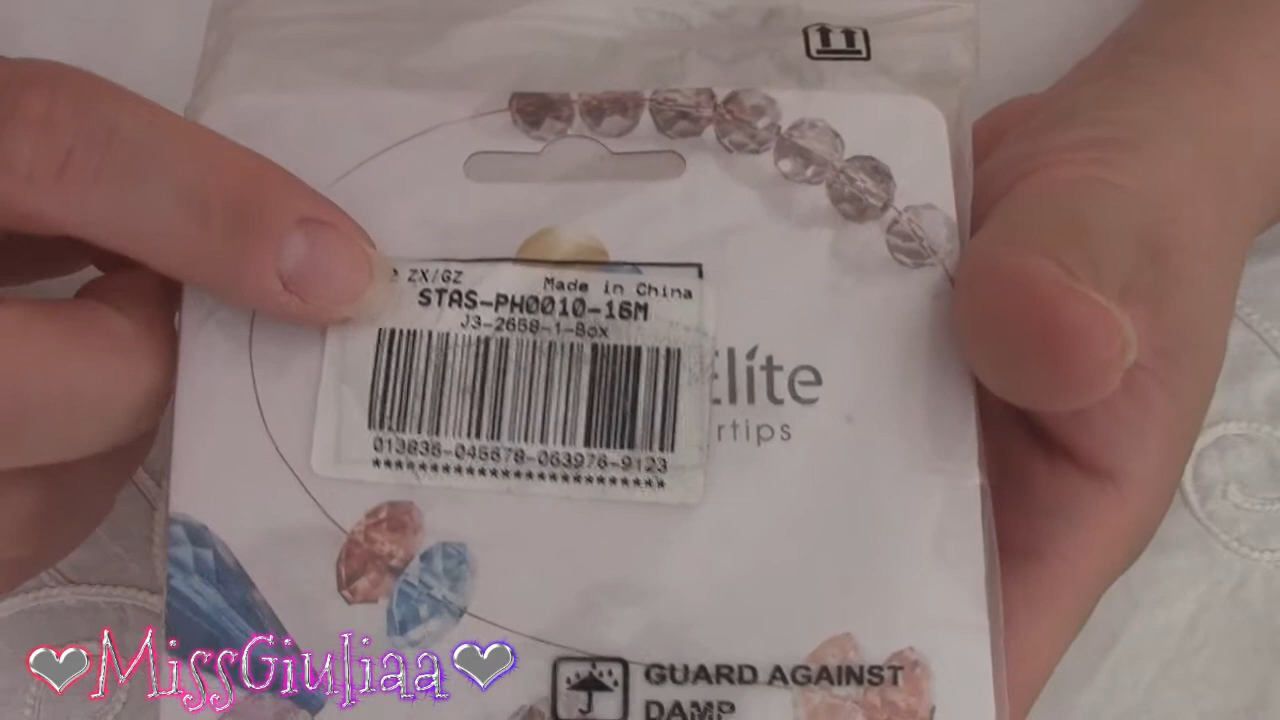 ZX/GZ Made in China
STAS-PH0010-16M
J3-2658-1-Box
Elite
rtips
013836-045678-063976-9123
**************************
GUARD AGAINST
DAMP
♥MissGiuliaa♥